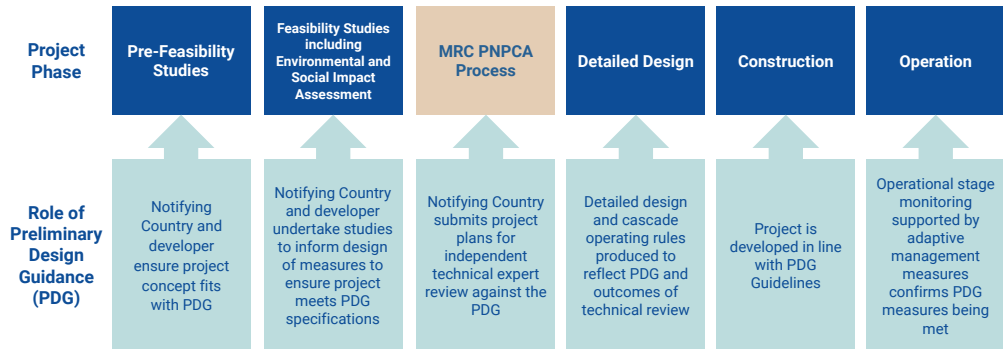 Project
Phase
Pre-Feasibility
Studies
Feasibility Studies
including
Environmental and
Social Impact
Assessment
MRC PNPCA
Process
Detailed Design
Construction
Operation
Role of
Preliminary
Design
Guidance
(PDG)
Notifying
Country and
developer
ensure project
concept fits
with PDG
Notifying Country
and developer
undertake studies
to inform design
of measures to
ensure project
meets PDG
specifications
Notifying Country
submits project
plans for
independent
technical expert
review against the
PDG
Detailed design
and cascade
operating rules
produced to
reflect PDG and
outcomes of
technical review
Project is
developed in line
with PDG
Guidelines
Operational stage
monitoring
supported by
adaptive
management
measures
confirms PDG
measures being
met